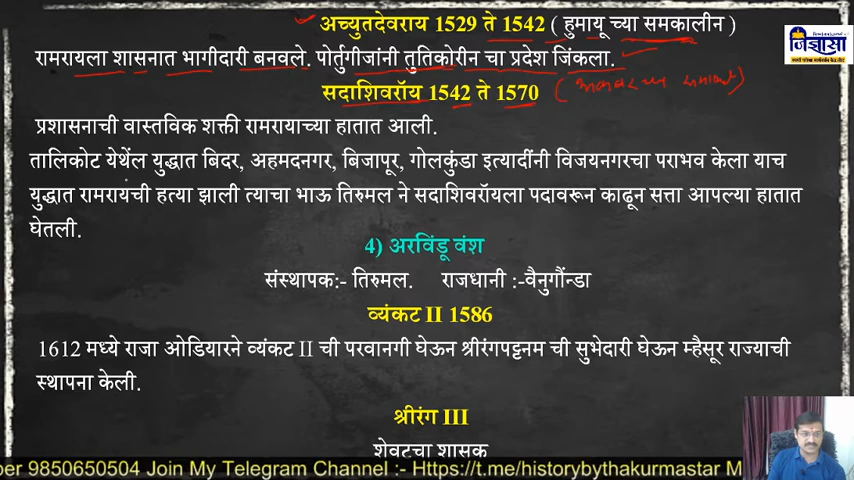 अच्युतदेवराय 1529 ते 1542 ( हुमायू च्या समकालीन )
जिज्ञासा
रामरायला शासनात भागीदारी बनवले. पोर्तुगीजांनी तुतिकोरीन चा प्रदेश जिंकला.
सदाशिवरॉय 1542 ते 1570
प्रशासनाची वास्तविक शक्ती रामरायाच्या हातात आली.
तालिकोट येथेंल युद्धात बिदर, अहमदनगर, बिजापूर, गोलकुंडा इत्यादींनी विजयनगरचा पराभव केला याच
युद्धात रामरायची हत्या झाली त्याचा भाऊ तिरुमल ने सदाशिवरॉयला पदावरून काढून सत्ता आपल्या हातात
घेतली.
4) अरविंडू वंश
संस्थापक:- तिरुमल. राजधानी :-वैनुगौंन्डा
व्यंकट II 1586
1612 मध्ये राजा ओडियारने व्यंकट II ची परवानगी घेऊन श्रीरंगपट्टनम ची सुभेदारी घेऊन म्हैसूर राज्याची
स्थापना केली.
श्रीरंग III
शेवटचा शासक
ber 9850650504 Join My Telegram Channel :- Https://t.me/historybythakurmastar M